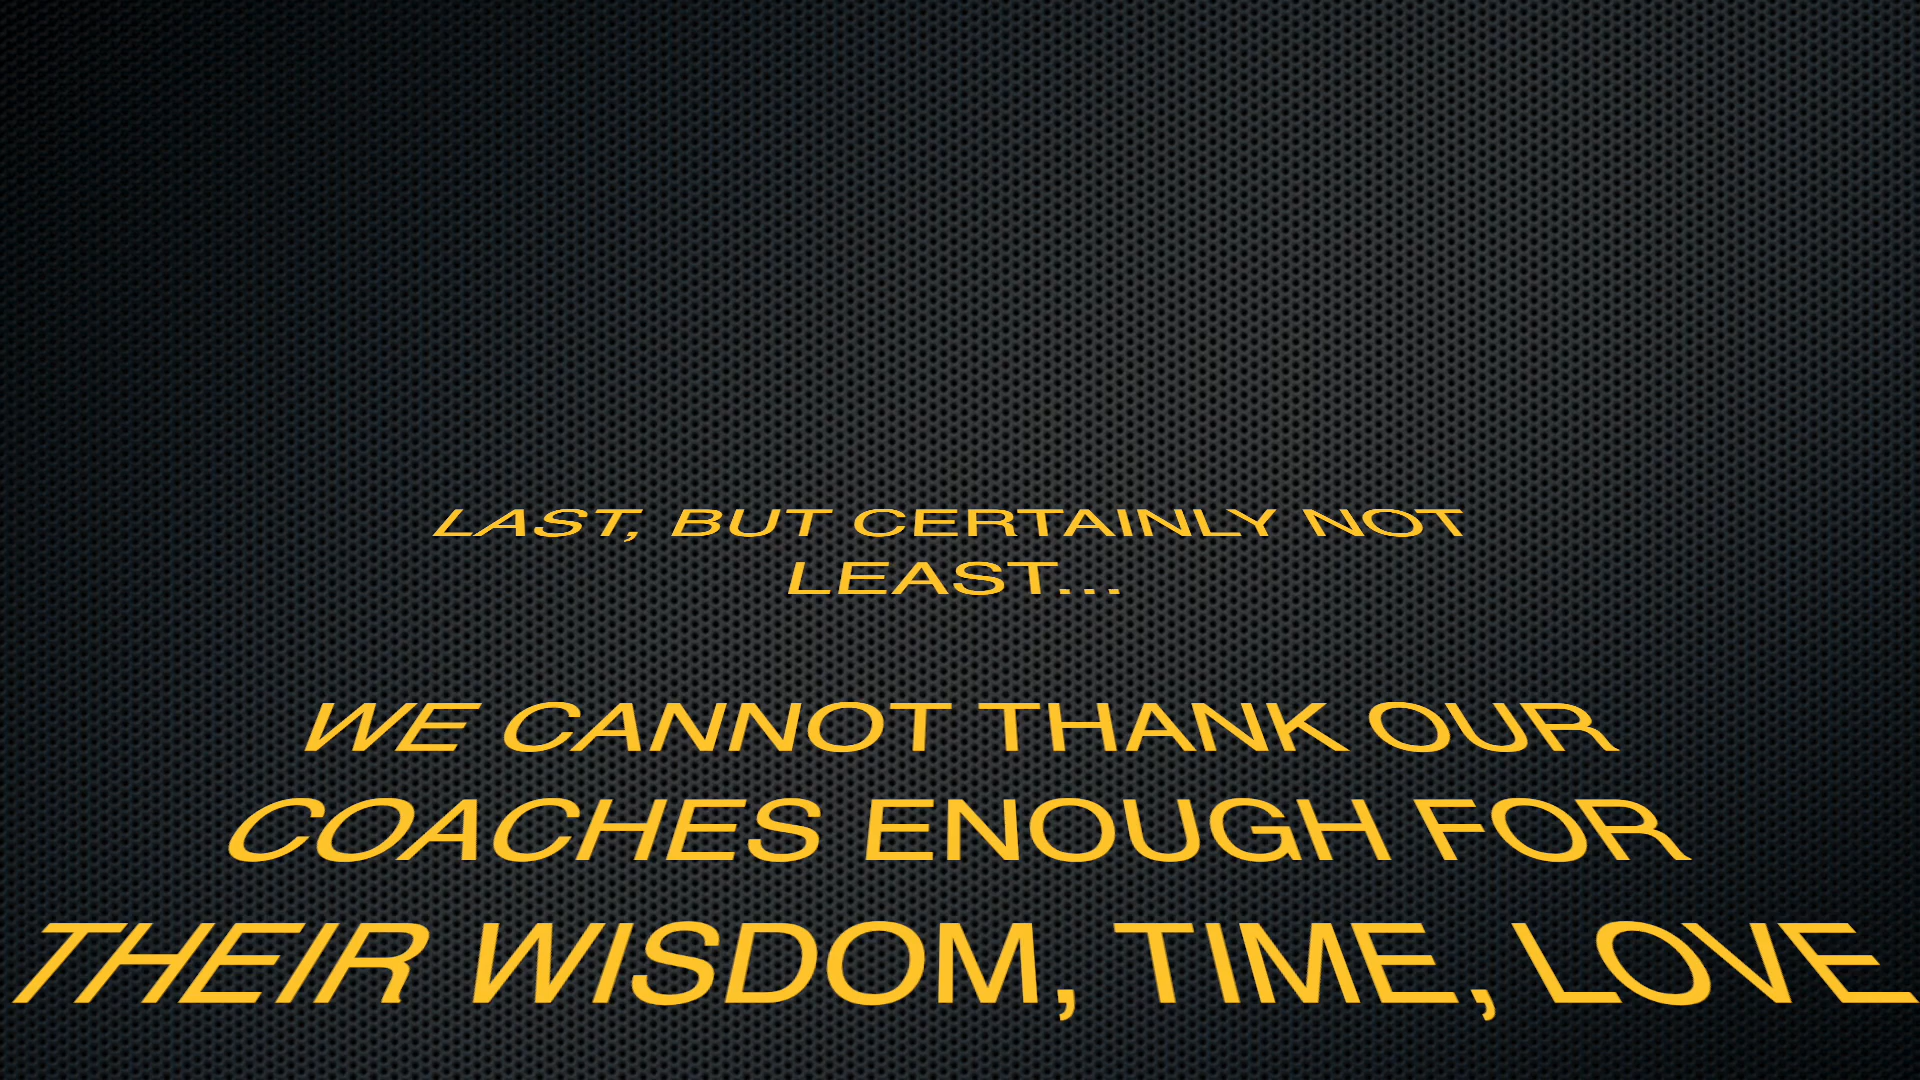 LAST, BUT CERTAINLY NOT
LEAST...
WE CANNOT THANK OUR
COACHES ENOUGH FOR
THEIR WISDOM, TIME, LOVE